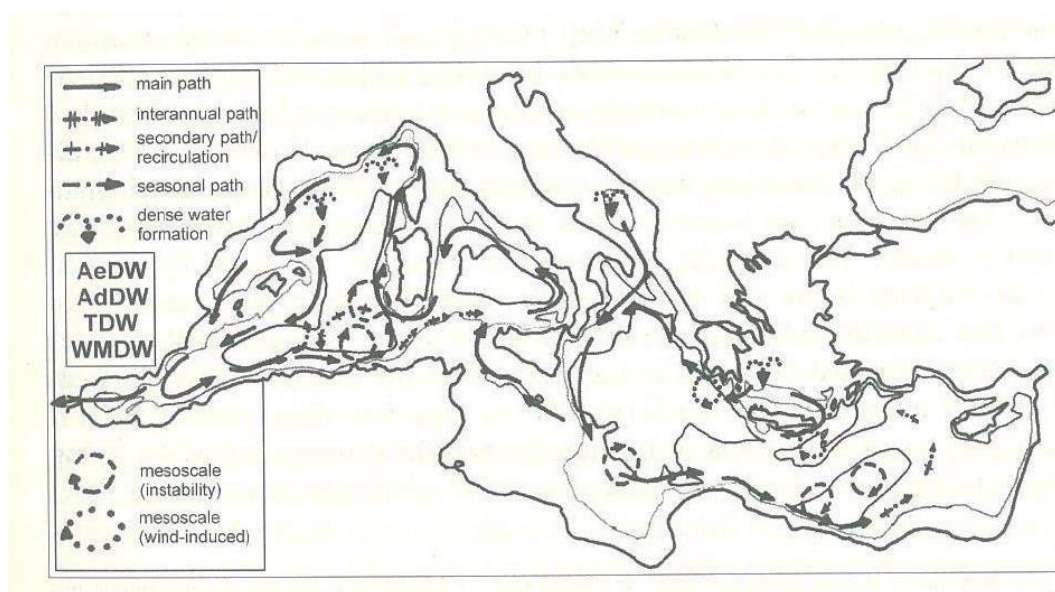 main path
interannual path
secondary path/
recirculation
seasonal path
dense water
formation
AeDW
AdDW
TDW
WMDW
mesoscale
(instability)
mesoscale
(wind-induced)